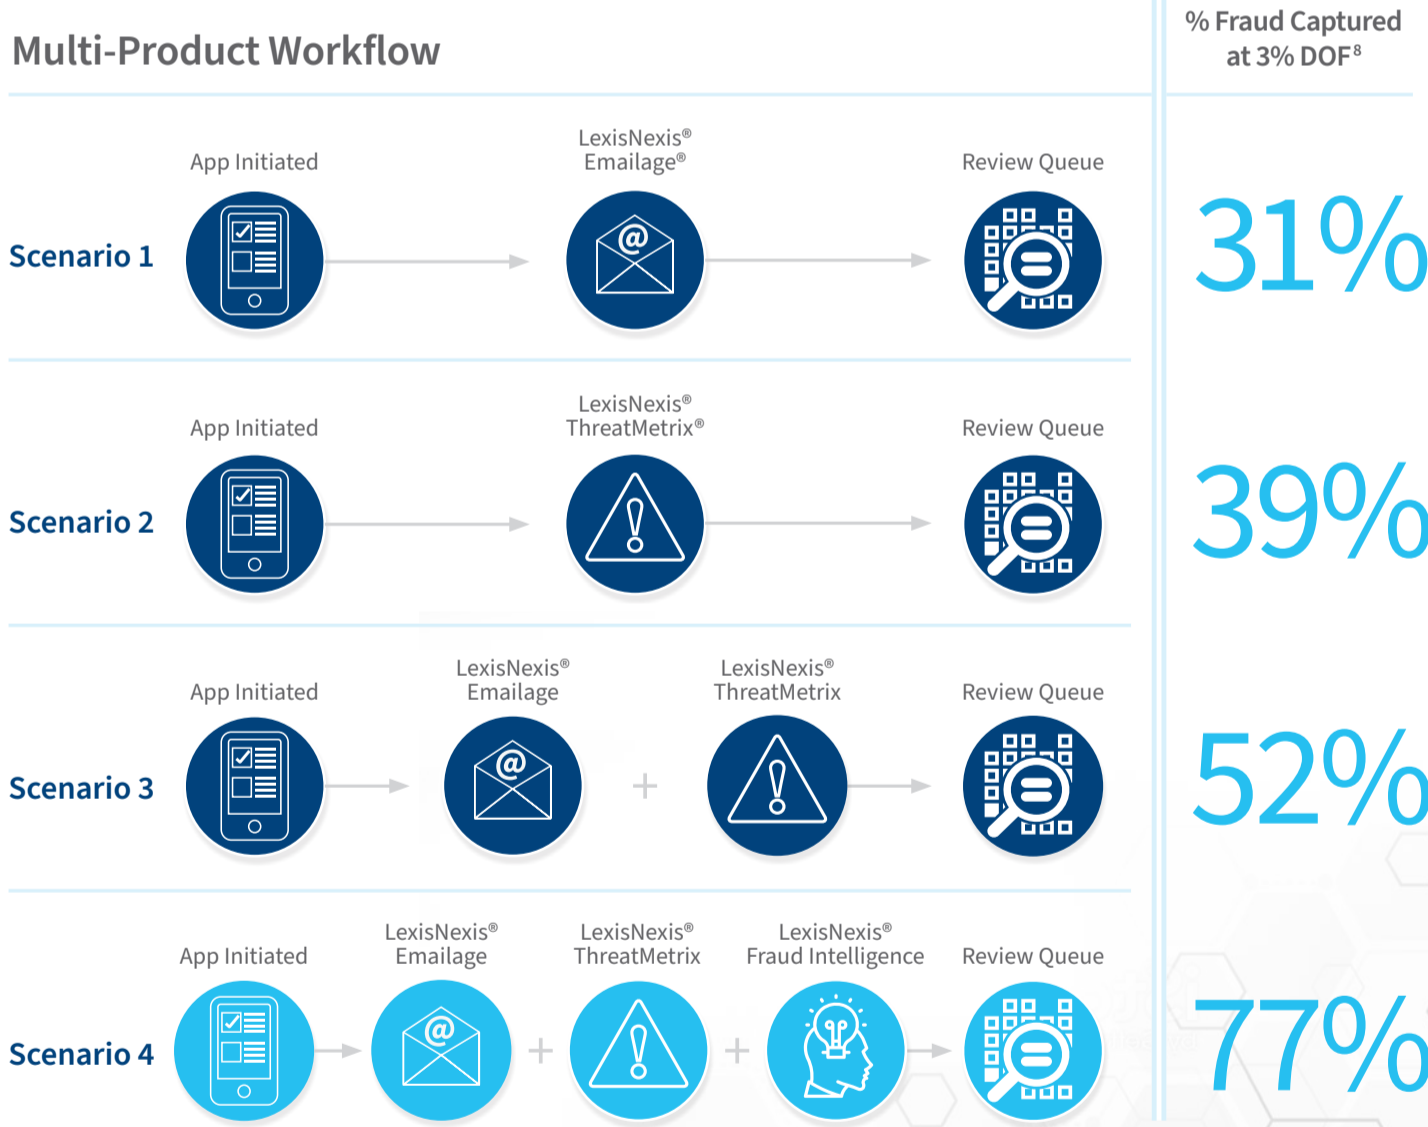 Multi-Product Workflow
% Fraud Captured
at 3% DOF⁸
App Initiated
LexisNexis®
Emailage®
Review Queue
Scenario 1
31%
App Initiated
LexisNexis®
ThreatMetrix®
Review Queue
Scenario 2
39%
App Initiated
LexisNexis®
Emailage
LexisNexis®
ThreatMetrix
Review Queue
Scenario 3
+
52%
App Initiated
LexisNexis®
Emailage
LexisNexis®
ThreatMetrix
LexisNexis®
Fraud Intelligence
Review Queue
Scenario 4
+
+
77%